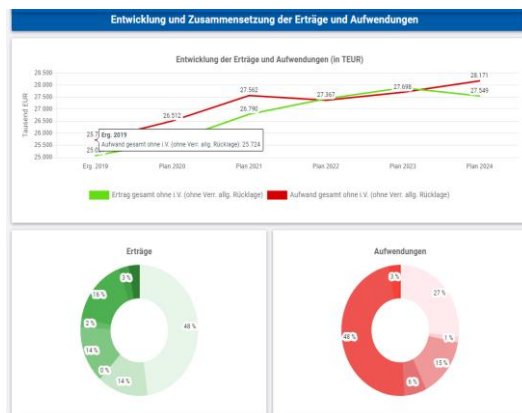 Entwicklung und Zusammensetzung der Erträge und Aufwendungen
Entwicklung der Erträge und Aufwendungen (in TEUR)
Tausend EUR
28.500
28.000
27.500
27.000
26.500
26.000
25.500
25.000
26.512
27.562
26.790
27.367
27.698
28.171
27.549
Erg. 2019
Aufwand gesamt ohne i.V. (ohne Verr. allg. Rücklage): 25.724
Erg. 2019
Plan 2020
Plan 2021
Plan 2022
Plan 2023
Plan 2024
Ertrag gesamt ohne i.V. (ohne Verr. allg. Rücklage)
Aufwand gesamt ohne i.V. (ohne Verr. allg. Rücklage)
Erträge
3 %
16 %
2 %
14 %
0 %
14 %
48 %
Aufwendungen
3 %
27 %
48 %
1 %
15 %